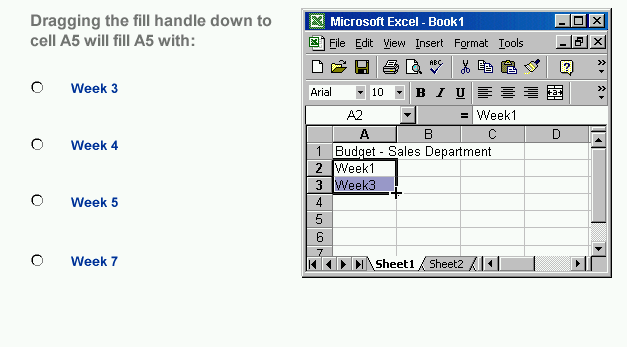 Dragging the fill handle down to
cell A5 will fill A5 with:
Week 3
Week 4
Week 5
Week 7
Microsoft Excel - Book1
File Edit View Insert Format Tools
ABC
Arial 10 B I U
A2 = Week1
A B C D
1 Budget - Sales Department
2 Week1
3 Week3
4
5
6
7
Sheet1 Sheet2